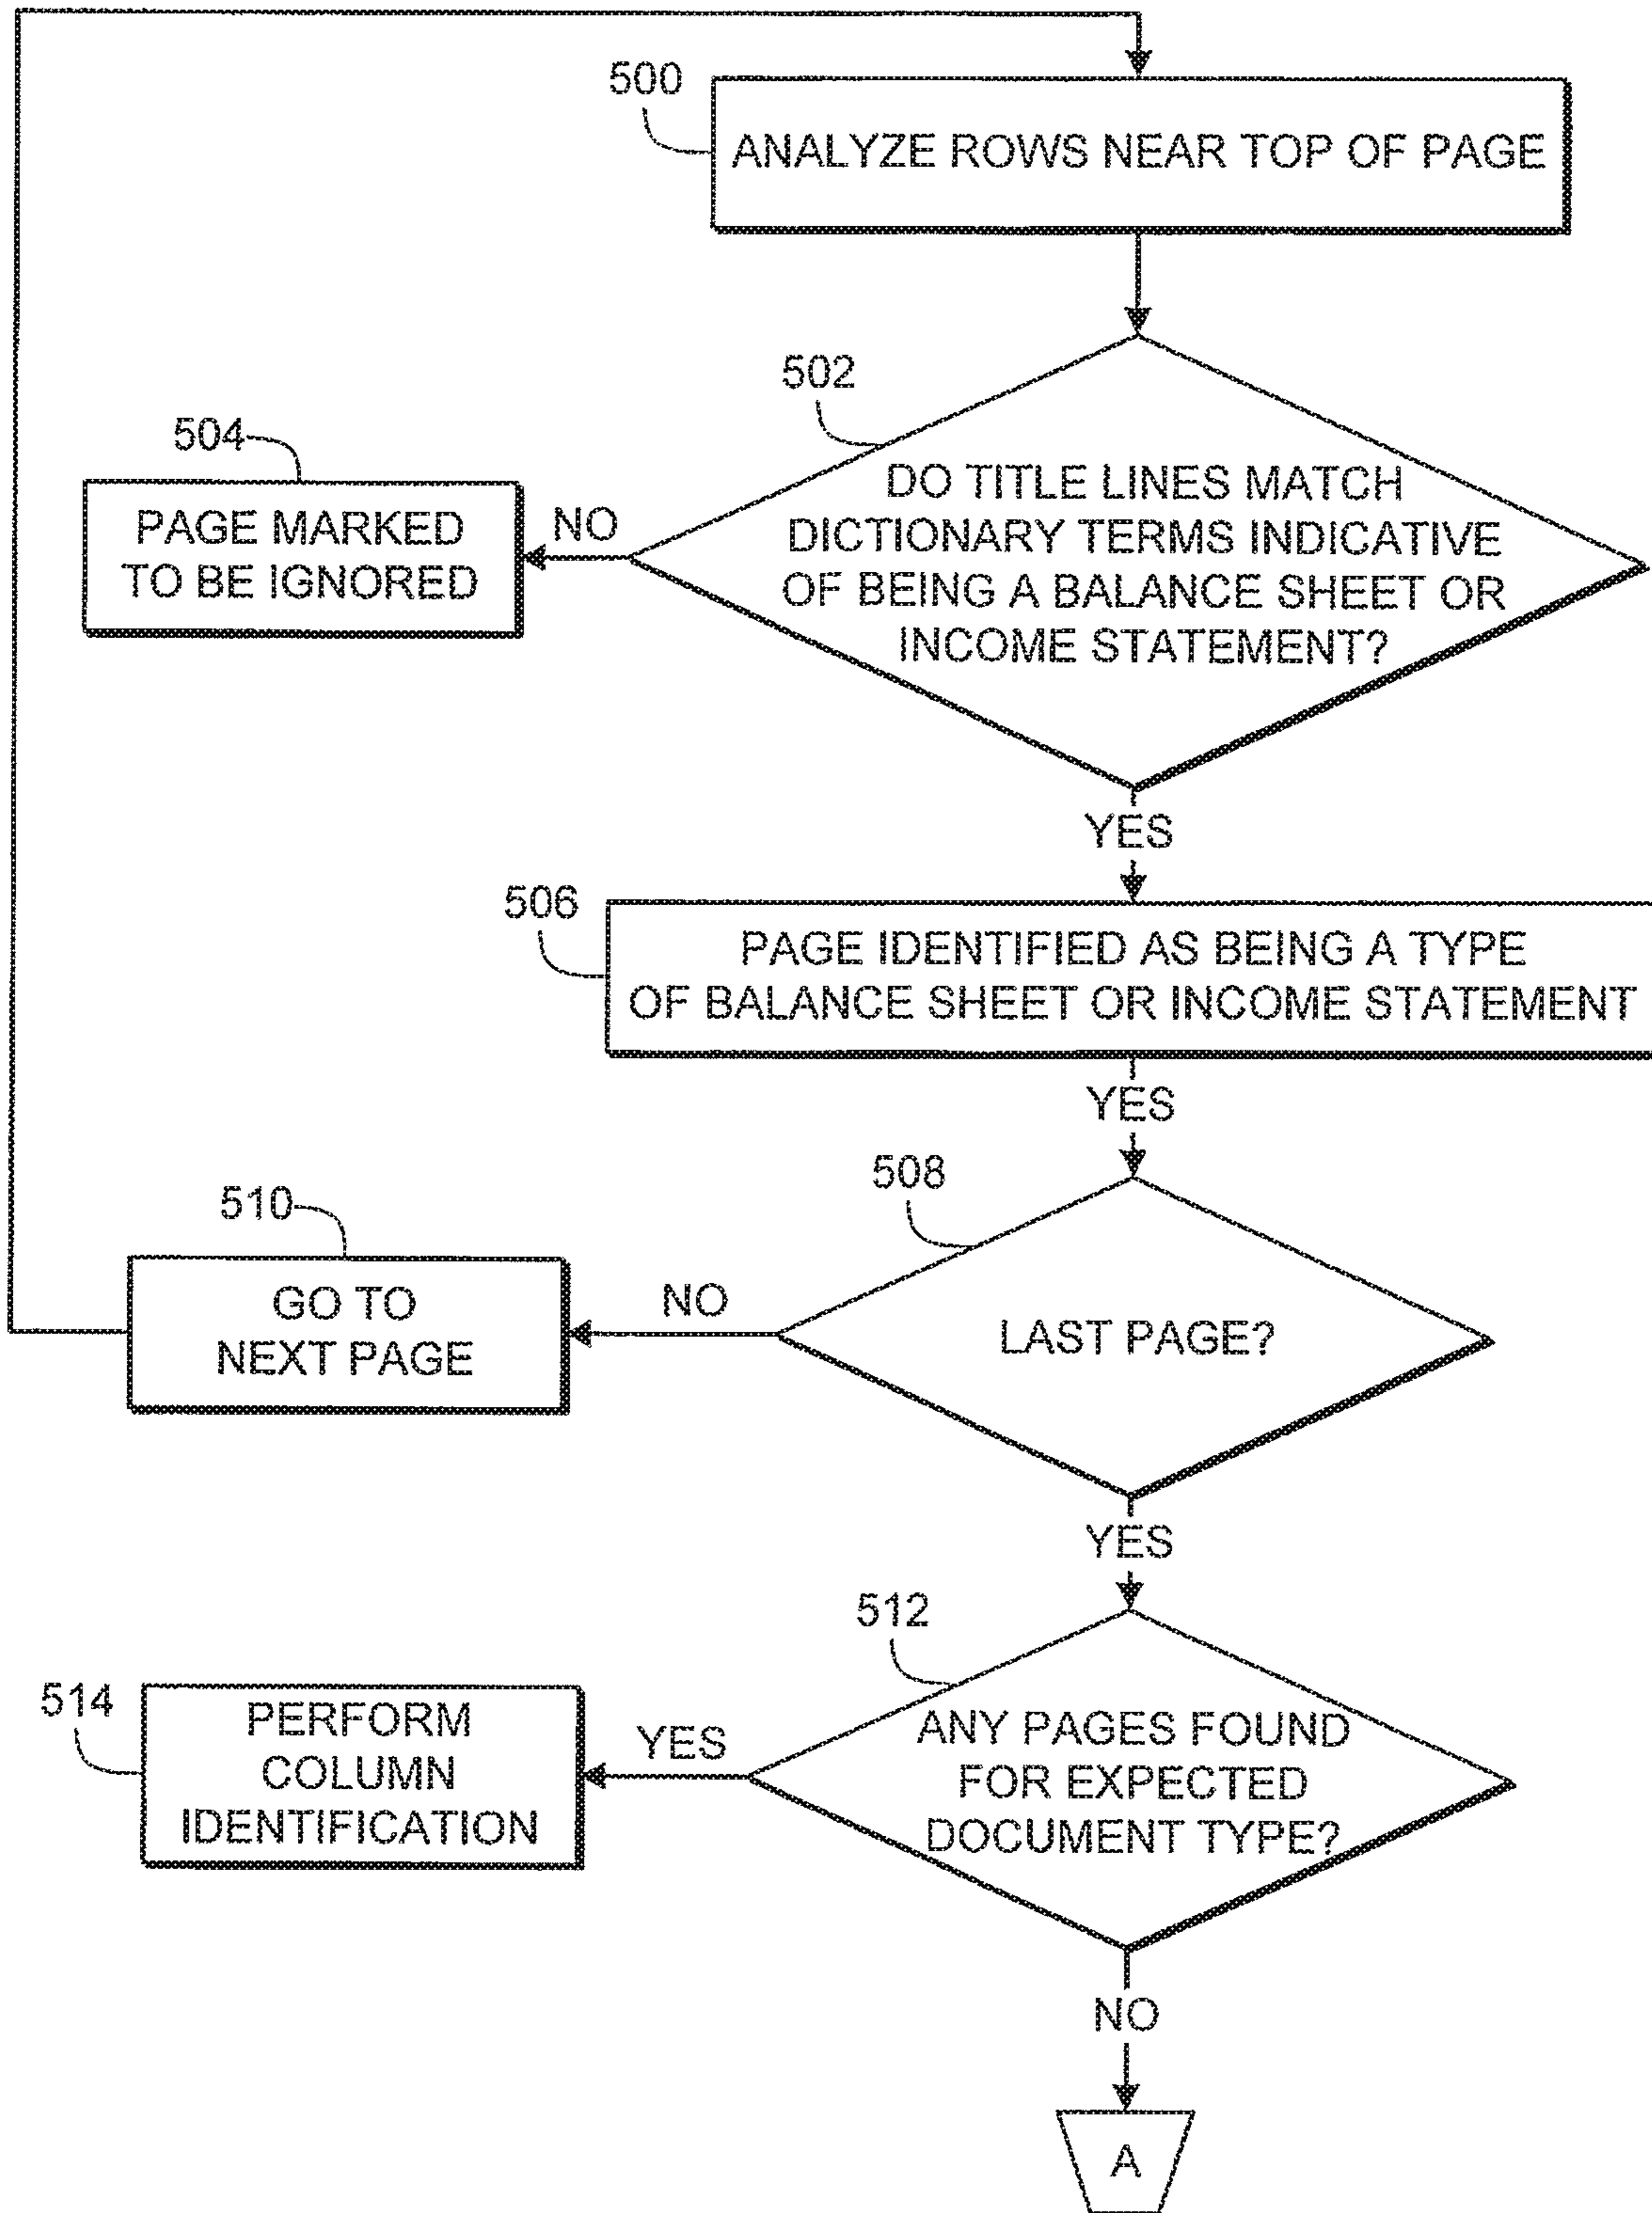 500
ANALYZE ROWS NEAR TOP OF PAGE
502
DO TITLE LINES MATCH
DICTIONARY TERMS INDICATIVE
OF BEING A BALANCE SHEET OR
INCOME STATEMENT?
NO
504
PAGE MARKED
TO BE IGNORED
YES
506
PAGE IDENTIFIED AS BEING A TYPE
OF BALANCE SHEET OR INCOME STATEMENT
YES
508
LAST PAGE?
NO
510
GO TO
NEXT PAGE
YES
512
ANY PAGES FOUND
FOR EXPECTED
DOCUMENT TYPE?
YES
514
PERFORM
COLUMN
IDENTIFICATION
NO
A